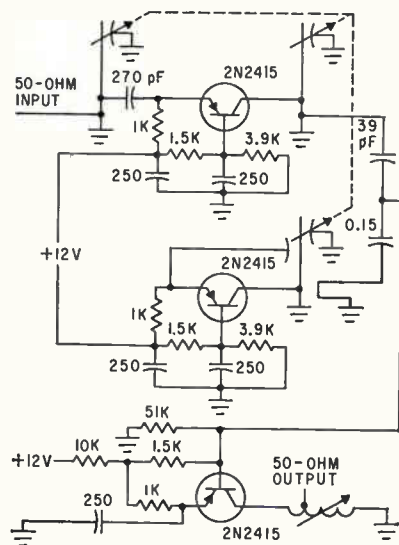 270 pF
2N2415
50-OHM
INPUT
1K
1.5K
3.9K
39
pF
250
250
0.15
+12V
2N2415
1K
1.5K
3.9K
250
250
51K
+12V
10K
1.5K
50-OHM
OUTPUT
1K
250
2N2415